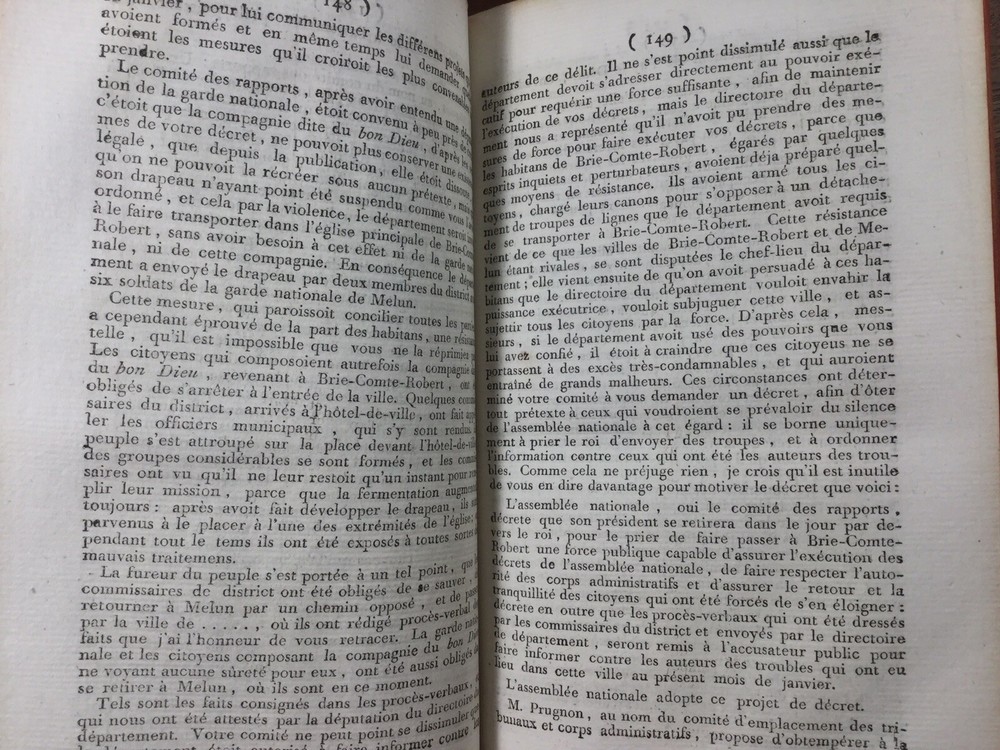 148 )
janvier, pour lui communiquer les différens projets
avoient formés et en même temps lui demander
étoient les mesures qu'il croiroit les plus convenables
prendre.
Le comité des rapports, après avoir entendu une
tion de la garde nationale, étoit convenu à peu près de
c'étoit que la compagnie dite du bon Dieu, d'après les
mes de votre décret, ne pouvoit plus conserver une
légale, que depuis la publication, elle étoit dissoute
qu'on ne pouvoit la récréer sous aucun prétexte, mais
son drapeau n'ayant point été suspendu comme vous l'a
ordonné, et cela par la violence, le département seroit
à le faire transporter dans l'église principale de Brie-Com
Robert, sans avoir besoin à cet effet ni de la garde na
nale, ni de cette compagnie. En conséquence le dépar
ment a envoyé le drapeau par deux membres du district
six soldats de la garde nationale de Melun.
Cette mesure, qui paroissoit concilier toutes les
a cependant éprouvé de la part des habitans, une résis
telle, qu'il est impossible que vous ne la réprimiez
Les citoyens qui composoient autrefois la compagnie
du bon Dieu, revenant à Brie-Comte-Robert, ont
obligés de s'arrêter à l'entrée de la ville. Quelques com
saires du district, arrivés à l'hôtel-de-ville, ont fait
ler les officiers municipaux, qui s'y sont rendus.
peuple s'est attroupé sur la place devant l'hôtel-de-vil
des groupes considérables se sont formés, et les com
saires ont vu qu'il ne leur restoit qu'un instant pour
plir leur mission, parce que la fermentation augmen
toujours : après avoit fait développer le drapeau, ils
parvenus à le placer à l'une des extrémités de l'église :
pendant tout le tems ils ont été exposés à toutes sortes
mauvais traitemens.
La fureur du peuple s'est portée à un tel point, que
commissaires de district ont été obligés de se sauver,
retourner à Melun par un chemin opposé, et de
par la ville de ......, où ils ont rédigé procès-verbal
faits que j'ai l'honneur de vous retracer. La garde
nale et les citoyens composant la compagnie du bon Di
ne voyant aucune sûreté pour eux, ont été aussi obligés
se retirer à Melun, où ils sont en ce moment.
Tels sont les faits consignés dans les procès-verbaux,
qui nous ont été attestés par la députation du directoire
département. Votre comité ne peut point se dissimuler que
le département étoit autorisé à faire informer contre les
( 149 )
auteurs de ce délit. Il ne s'est point dissimulé aussi que le
département devoit s'adresser directement au pouvoir exé-
cutif pour requérir une force suffisante, afin de maintenir
l'exécution de vos décrets, mais le directoire du départe-
ment nous a représenté qu'il n'avoit pu prendre des me-
sures de force pour faire exécuter vos décrets, parce que
les habitans de Brie-Comte-Robert, égarés par quelques
esprits inquiets et perturbateurs, avoient déja préparé quel-
ques moyens de résistance. Ils avoient armé tous les ci-
toyens, chargé leurs canons pour s'opposer à un détache-
ment de troupes de lignes que le département avoit requis
de se transporter à Brie-Comte-Robert. Cette résistance
vient de ce que les villes de Brie-Comte-Robert et de Me-
lun étant rivales, se sont disputées le chef-lieu du dépar-
tement ; elle vient ensuite de qu'on avoit persuadé à ces ha-
bitans que le directoire du département vouloit envahir la
puissance exécutrice, vouloit subjuguer cette ville, et as-
sujettir tous les citoyens par la force. D'après cela, mes-
sieurs, si le département avoit usé des pouvoirs que vous
lui avez confié, il étoit à craindre que ces citoyeus ne se
portassent à des excès très-condamnables, et qui auroient
entraîné de grands malheurs. Ces circonstances ont déter-
miné votre comité à vous demander un décret, afin d'ôter
tout prétexte à ceux qui voudroient se prévaloir du silence
de l'assemblée nationale à cet égard : il se borne unique-
ment à prier le roi d'envoyer des troupes, et à ordonner
l'information contre ceux qui ont été les auteurs des trou-
bles. Comme cela ne préjuge rien, je crois qu'il est inutile
de vous en dire davantage pour motiver le décret que voici:
L'assemblée nationale, oui le comité des rapports,
décrete que son président se retirera dans le jour par de-
vers le roi, pour le prier de faire passer à Brie-Comte-
Robert une force publique capable d'assurer l'exécution des
décrets de l'assemblée nationale, de faire respecter l'auto-
rité des corps administratifs et d'assurer le retour et la
tranquillité des citoyens qui ont été forcés de s'en éloigner :
décrete en outre que les procès-verbaux qui ont été dressés
par les commissaires du district et envoyés par le directoire
de département, seront remis à l'accusateur public pour
faire informer contre les auteurs des troubles qui ont eu
lieu dans cette ville au présent mois de janvier.
L'assemblée nationale adopte ce projet de décret.
M. Prugnon, au nom du comité d'emplacement des tri-
bunaux et corps administratifs, propose d'obtempérer à la